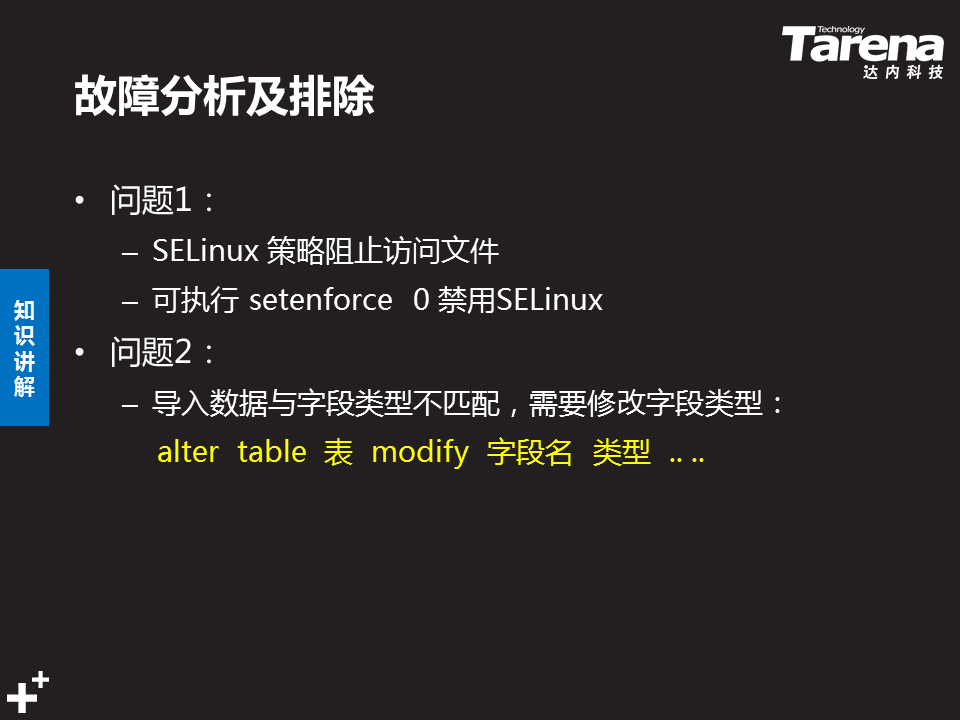 Technology
Tarena
达内科技
故障分析及排除
• 问题1：
– SELinux 策略阻止访问文件
– 可执行 setenforce 0 禁用SELinux
• 问题2：
– 导入数据与字段类型不匹配，需要修改字段类型：
alter table 表 modify 字段名 类型 .. ..
知识讲解